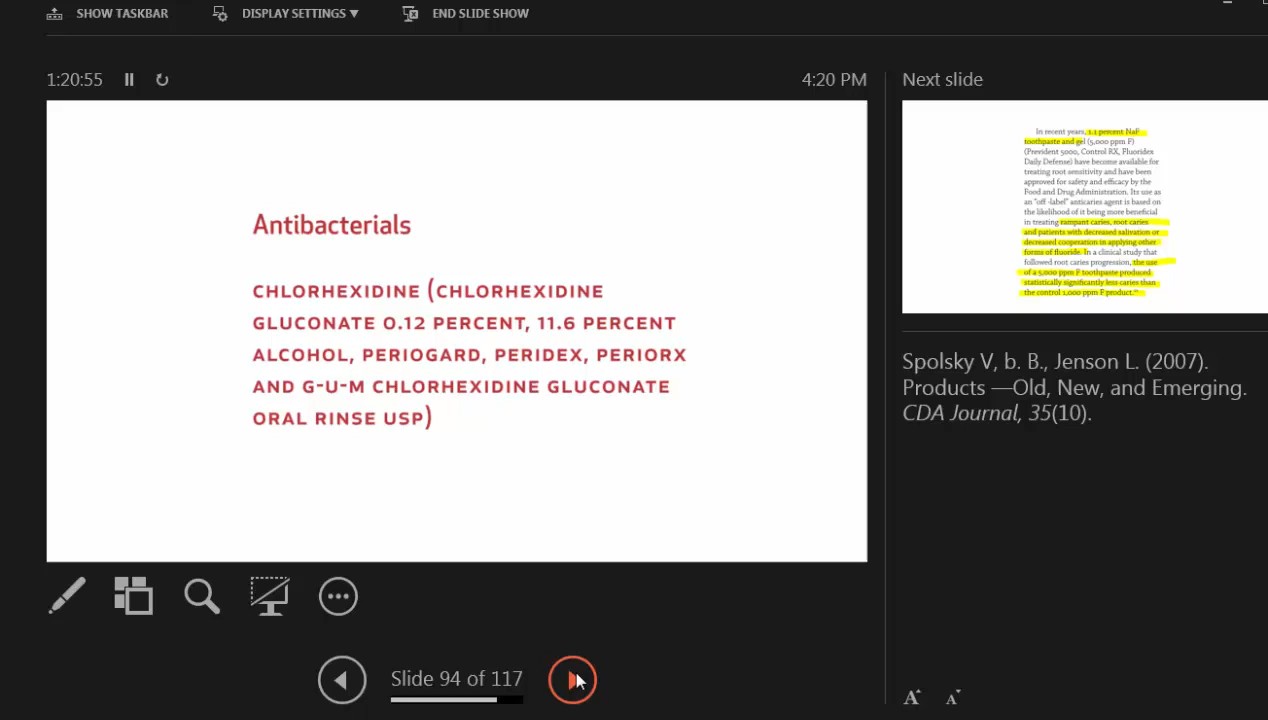 SHOW TASKBAR
DISPLAY SETTINGS ▼
END SLIDE SHOW
1:20:55
4:20 PM
Antibacterials
CHLORHEXIDINE (CHLORHEXIDINE
GLUCONATE 0.12 PERCENT, 11.6 PERCENT
ALCOHOL, PERIOGARD, PERIDEX, PERIORX
AND G-U-M CHLORHEXIDINE GLUCONATE
ORAL RINSE USP)
Slide 94 of 117
Next slide
In recent years, 1.1 percent NaF
toothpaste and gel (5,000 ppm F)
(Prevident 5000, Control RX, Fluoridex
Daily Defense) have become available for
treating root sensitivity and have been
approved for safety and efficacy by the
Food and Drug Administration. Its use as
an "off-label" anticaries agent is based on
the likelihood of it being more beneficial
in treating rampant caries, root caries
and patients with decreased salivation or
decreased cooperation in applying other
forms of fluoride. In a clinical study that
followed root caries progression, the use
of a 5,000 ppm F toothpaste produced
statistically significantly less caries than
the control 1,000 ppm F product.
Spolsky V, b. B., Jenson L. (2007).
Products —Old, New, and Emerging.
CDA Journal, 35(10).
A A